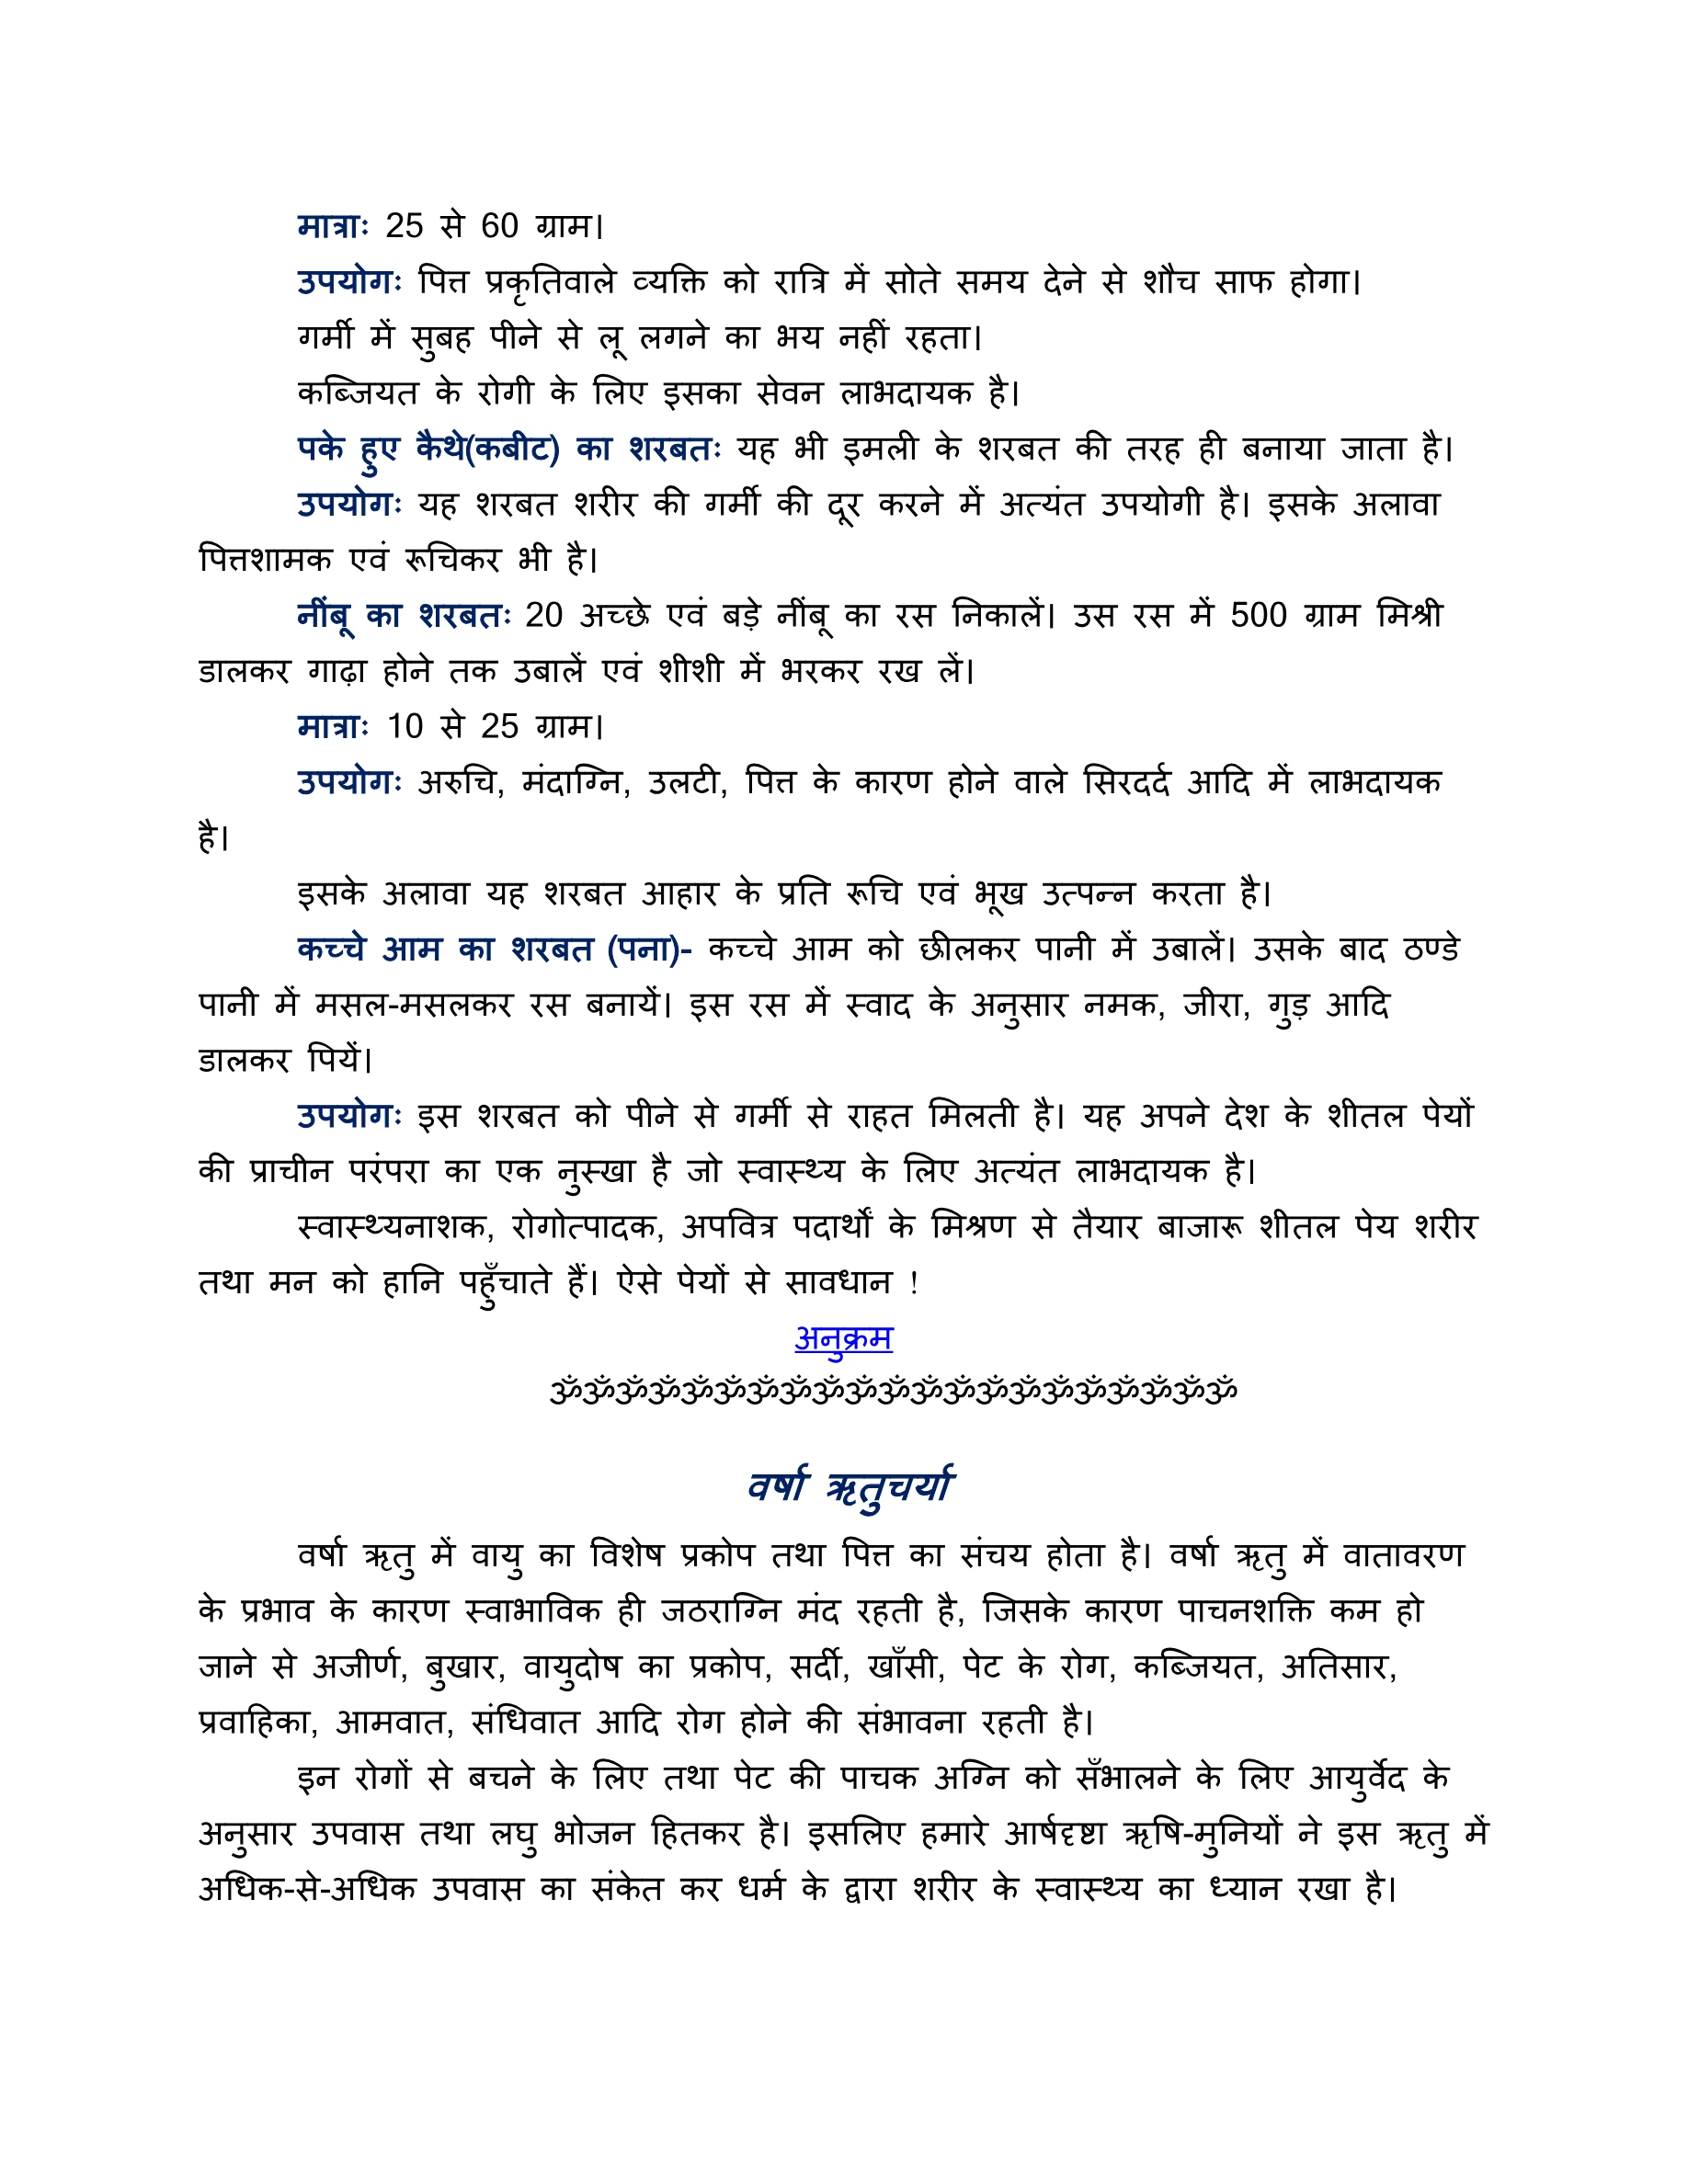 मात्राः 25 से 60 ग्राम।
उपयोगः पित्त प्रकृतिवाले व्यक्ति को रात्रि में सोते समय देने से शौच साफ होगा।
गर्मी में सुबह पीने से लू लगने का भय नहीं रहता।
कब्जियत के रोगी के लिए इसका सेवन लाभदायक है।
पके हुए कैथे(कबीट) का शरबतः यह भी इमली के शरबत की तरह ही बनाया जाता है।
उपयोगः यह शरबत शरीर की गर्मी की दूर करने में अत्यंत उपयोगी है। इसके अलावा
पित्तशामक एवं रूचिकर भी है।
नींबू का शरबतः 20 अच्छे एवं बड़े नींबू का रस निकालें। उस रस में 500 ग्राम मिश्री
डालकर गाढ़ा होने तक उबालें एवं शीशी में भरकर रख लें।
मात्राः 10 से 25 ग्राम।
उपयोगः अरुचि, मंदाग्नि, उलटी, पित्त के कारण होने वाले सिरदर्द आदि में लाभदायक
है।
इसके अलावा यह शरबत आहार के प्रति रूचि एवं भूख उत्पन्न करता है।
कच्चे आम का शरबत (पना)- कच्चे आम को छीलकर पानी में उबालें। उसके बाद ठण्डे
पानी में मसल-मसलकर रस बनायें। इस रस में स्वाद के अनुसार नमक, जीरा, गुड़ आदि
डालकर पियें।
उपयोगः इस शरबत को पीने से गर्मी से राहत मिलती है। यह अपने देश के शीतल पेयों
की प्राचीन परंपरा का एक नुस्खा है जो स्वास्थ्य के लिए अत्यंत लाभदायक है।
स्वास्थ्यनाशक, रोगोत्पादक, अपवित्र पदार्थों के मिश्रण से तैयार बाजारू शीतल पेय शरीर
तथा मन को हानि पहुँचाते हैं। ऐसे पेयों से सावधान !
अनुक्रम
ॐॐॐॐॐॐॐॐॐॐॐॐॐॐॐॐॐॐॐॐॐ
वर्षा ऋतुचर्या
वर्षा ऋतु में वायु का विशेष प्रकोप तथा पित्त का संचय होता है। वर्षा ऋतु में वातावरण
के प्रभाव के कारण स्वाभाविक ही जठराग्नि मंद रहती है, जिसके कारण पाचनशक्ति कम हो
जाने से अजीर्ण, बुखार, वायुदोष का प्रकोप, सर्दी, खाँसी, पेट के रोग, कब्जियत, अतिसार,
प्रवाहिका, आमवात, संधिवात आदि रोग होने की संभावना रहती है।
इन रोगों से बचने के लिए तथा पेट की पाचक अग्नि को सँभालने के लिए आयुर्वेद के
अनुसार उपवास तथा लघु भोजन हितकर है। इसलिए हमारे आर्षदृष्टा ऋषि-मुनियों ने इस ऋतु में
अधिक-से-अधिक उपवास का संकेत कर धर्म के द्वारा शरीर के स्वास्थ्य का ध्यान रखा है।